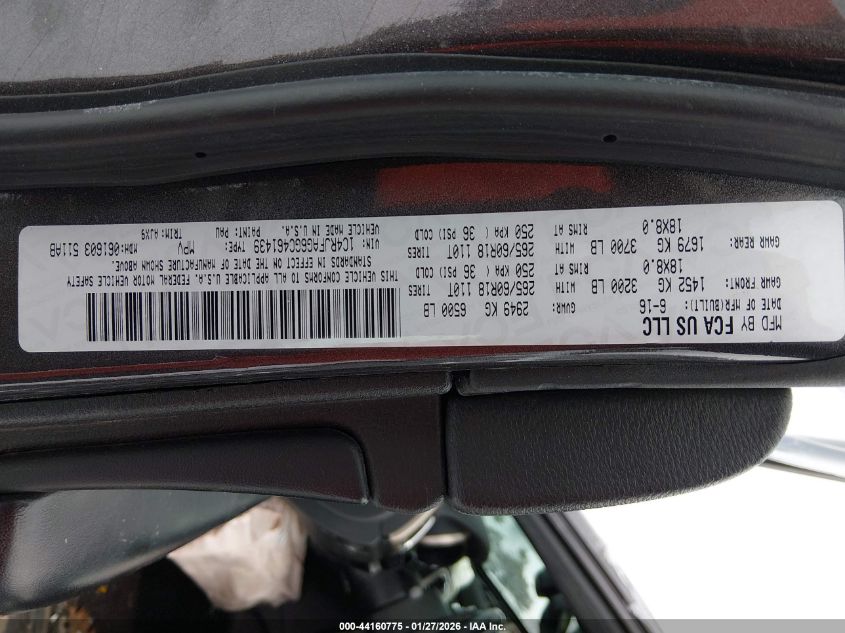 MFD BY FCA US LLC
DATE OF MFR(BUILT): 6-16
GVWR: 2949 KG 6500 LB
GAWR FRONT: 1452 KG 3200 LB WITH 265/60R18 110T TIRES
18X8.0 RIMS AT 250 KPA ( 36 PSI) COLD
GAWR REAR: 1679 KG 3700 LB WITH 265/60R18 110T TIRES
18X8.0 RIMS AT 250 KPA ( 36 PSI) COLD
THIS VEHICLE CONFORMS TO ALL APPLICABLE FEDERAL MOTOR VEHICLE SAFETY
STANDARDS IN EFFECT ON THE DATE OF MANUFACTURE SHOWN ABOVE.
VIN: 1C4RJFAG6GC461439 TYPE: MPV MDH:061603 511AB
VEHICLE MADE IN U.S.A. PAINT: PAU TRIM: AJX9
000-44160775 - 01/27/2026 - IAA Inc.